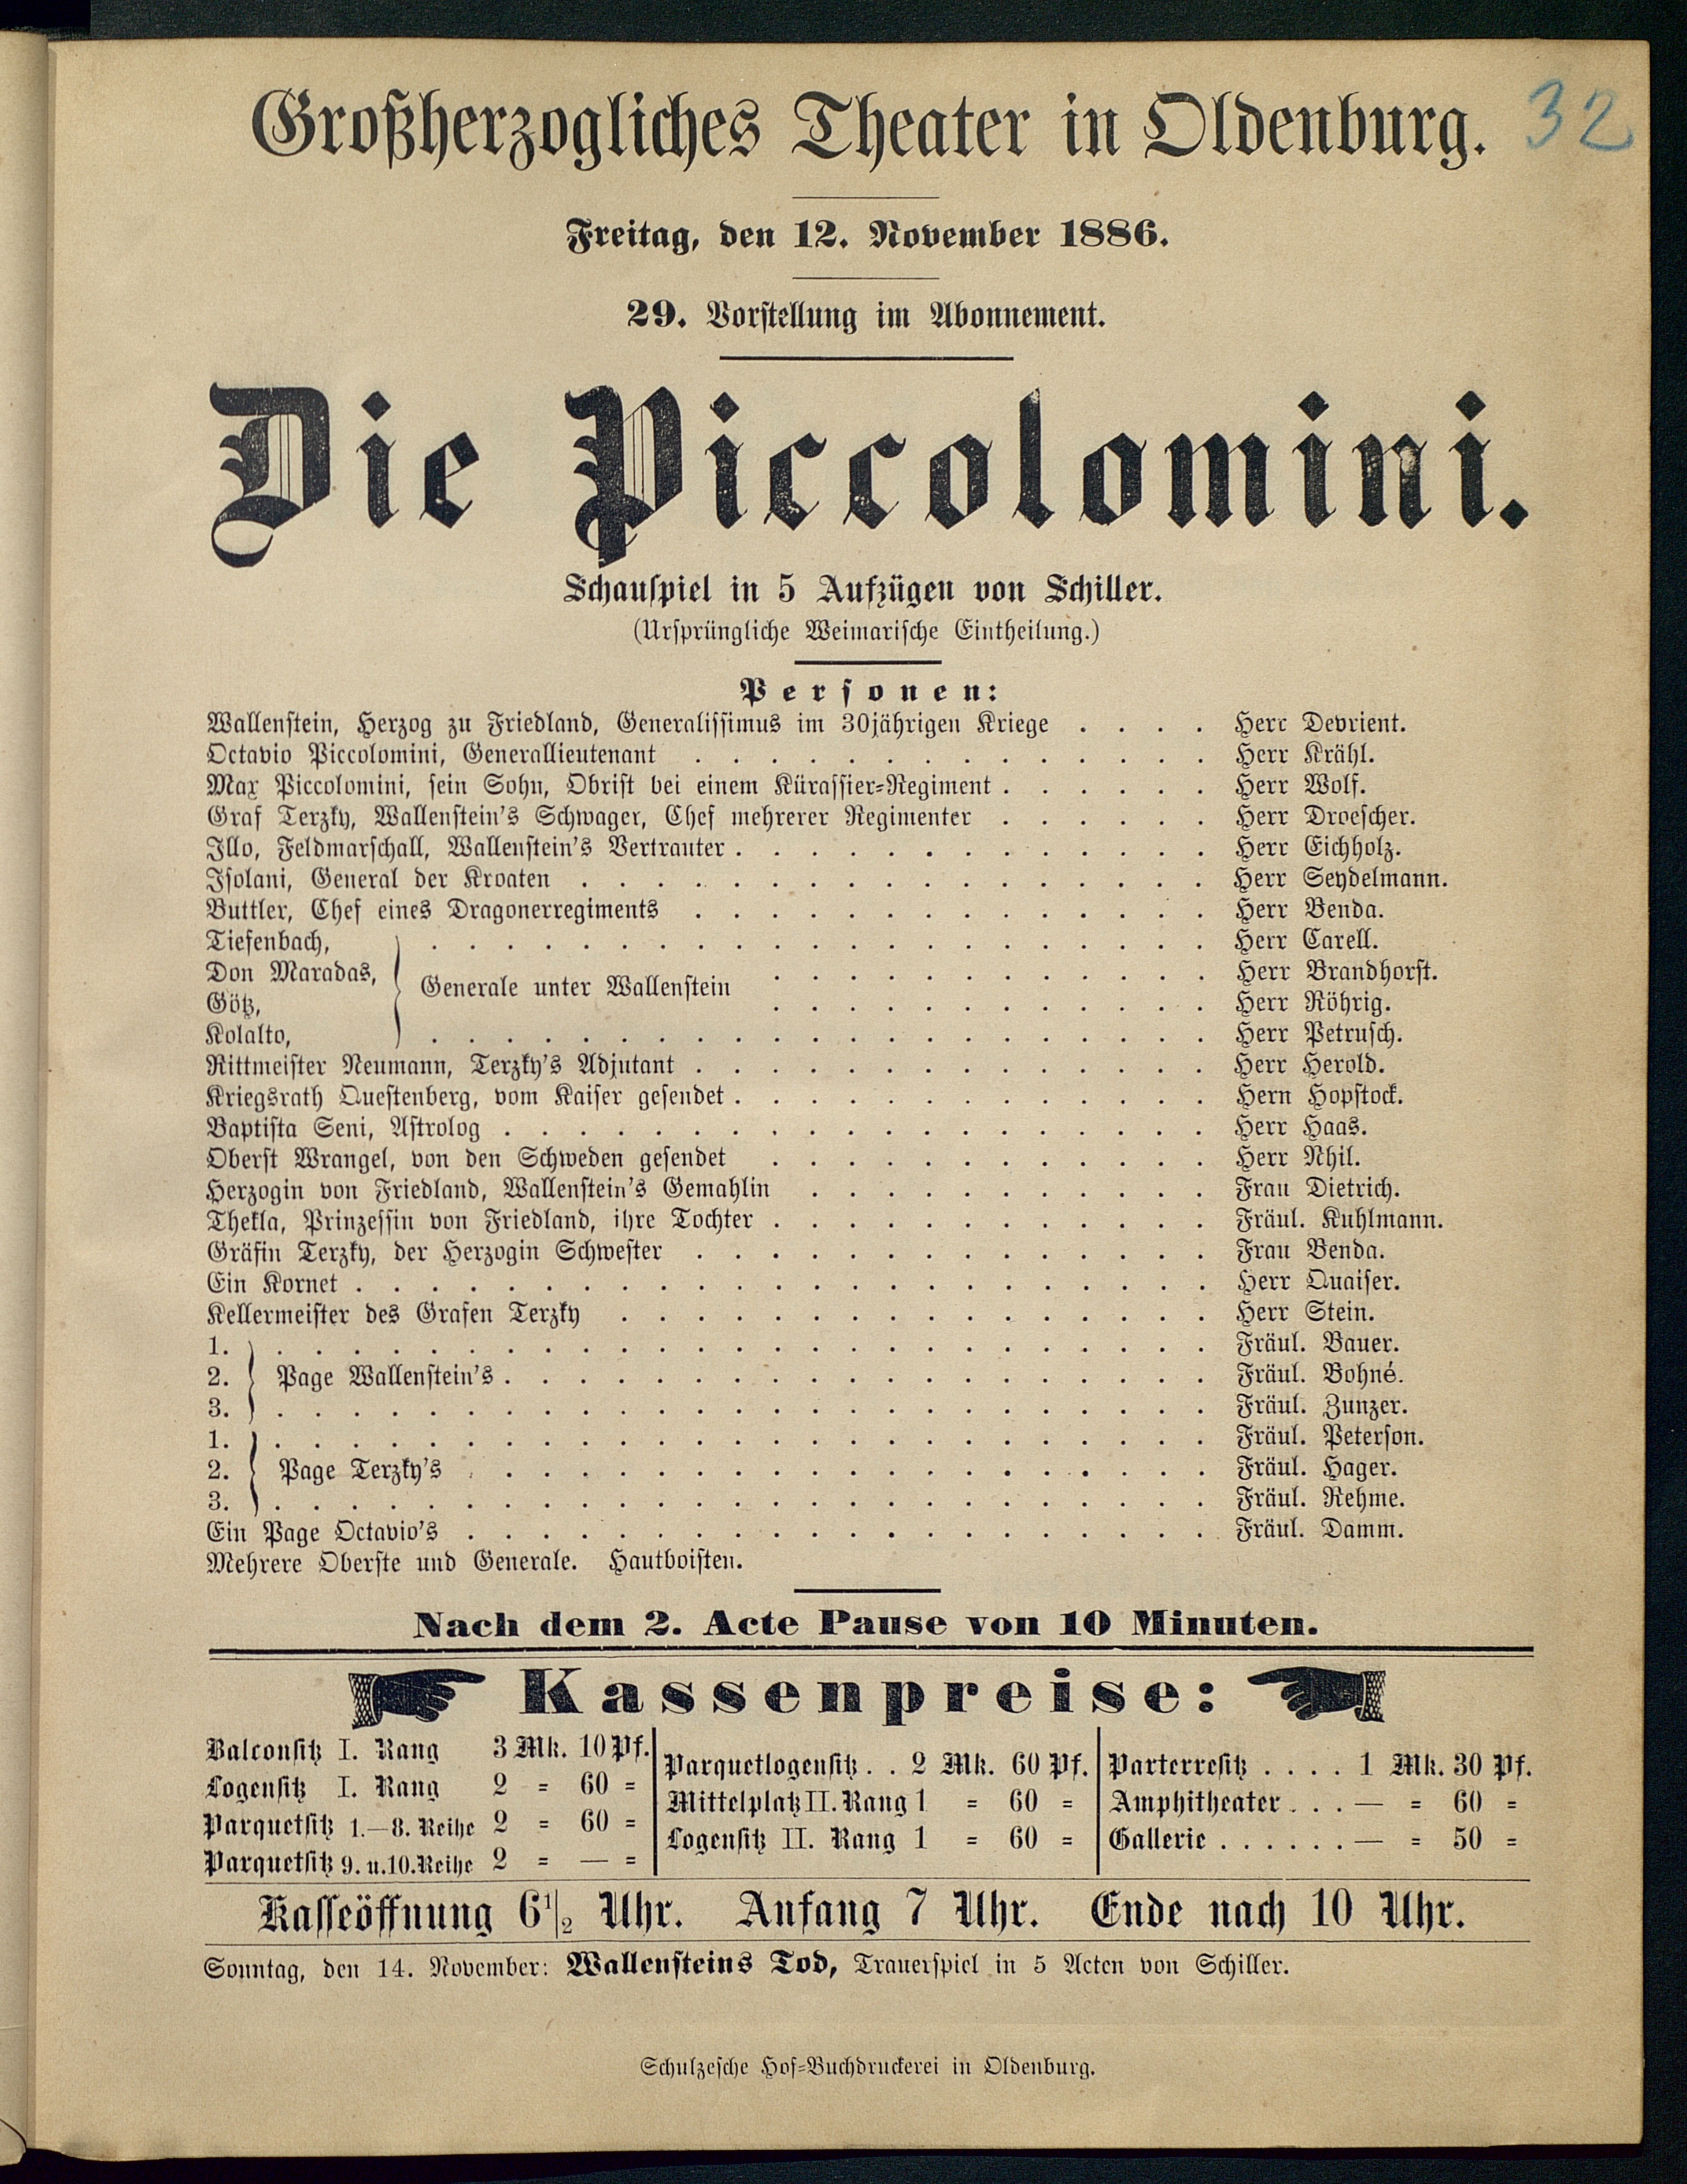 Großherzogliches Theater in Oldenburg.
32
Freitag, den 12. November 1886.
29. Vorstellung im Abonnement.
Die Piccolomini.
Schauspiel in 5 Aufzügen von Schiller.
(Ursprüngliche Weimarische Eintheilung.)
Personen:
Wallenstein, Herzog zu Friedland, Generalissimus im 30jährigen Kriege . . . . Herr Devrient.
Octavio Piccolomini, Generallieutenant . . . . Herr Krähl.
Max Piccolomini, sein Sohn, Obrist bei einem Kürassier-Regiment . . . . Herr Wolf.
Graf Terzky, Wallenstein's Schwager, Chef mehrerer Regimenter . . . . Herr Droescher.
Illo, Feldmarschall, Wallenstein's Vertrauter . . . . Herr Eichholz.
Isolani, General der Kroaten . . . . Herr Seydelmann.
Buttler, Chef eines Dragonerregiments . . . . Herr Benda.
Tiefenbach, . . . . Herr Carell.
Don Maradas, . . . . Herr Brandhorst.
Generale unter Wallenstein
Götz, . . . . Herr Röhrig.
Kolalto, . . . . Herr Petrusch.
Rittmeister Neumann, Terzky's Adjutant . . . . Herr Herold.
Kriegsrath Questenberg, vom Kaiser gesendet . . . . Hern Hopstock.
Baptista Seni, Astrolog . . . . Herr Haas.
Oberst Wrangel, von den Schweden gesendet . . . . Herr Nhil.
Herzogin von Friedland, Wallenstein's Gemahlin . . . . Frau Dietrich.
Thekla, Prinzessin von Friedland, ihre Tochter . . . . Fräul. Kuhlmann.
Gräfin Terzky, der Herzogin Schwester . . . . Frau Benda.
Ein Kornet . . . . Herr Quaiser.
Kellermeister des Grafen Terzky . . . . Herr Stein.
1. . . . . Fräul. Bauer.
2. Page Wallenstein's . . . . Fräul. Bohné.
3. . . . . Fräul. Zunzer.
1. . . . . Fräul. Peterson.
2. Page Terzky's . . . . Fräul. Hager.
3. . . . . Fräul. Rehme.
Ein Page Octavio's . . . . Fräul. Damm.
Mehrere Oberste und Generale. Hautboisten.
Nach dem 2. Acte Pause von 10 Minuten.
Kassenpreise:
Balconsitz I. Rang 3 Mk. 10 Pf.
Logensitz I. Rang 2 = 60 =
Parquetsitz 1.—8. Reihe 2 = 60 =
Parquetsitz 9. u. 10. Reihe 2 = — =
Parquetlogensitz . . 2 Mk. 60 Pf.
Mittelplatz II. Rang 1 = 60 =
Logensitz II. Rang 1 = 60 =
Parterresitz . . . . 1 Mk. 30 Pf.
Amphitheater . . . — = 60 =
Gallerie . . . . . . — = 50 =
Kasseöffnung 6 1/2 Uhr. Anfang 7 Uhr. Ende nach 10 Uhr.
Sonntag, den 14. November: Wallensteins Tod, Trauerspiel in 5 Acten von Schiller.
Schulzesche Hof-Buchdruckerei in Oldenburg.